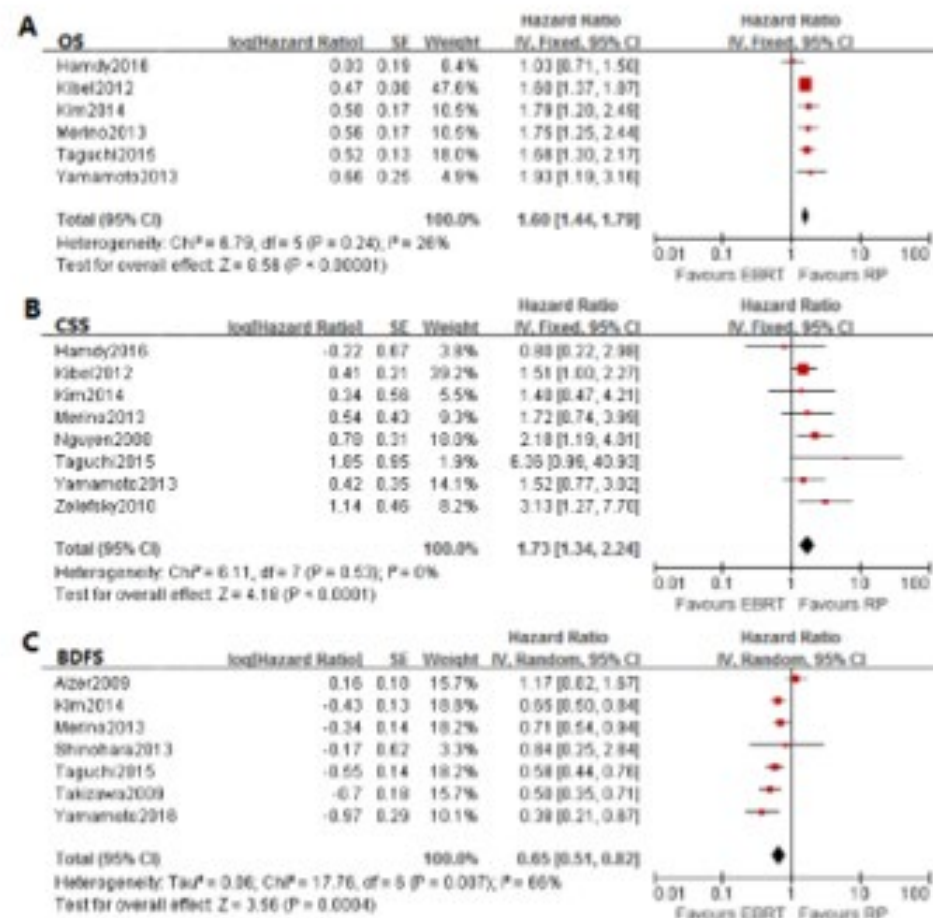 A
Hazard Ratio Hazard Ratio
OS log[Hazard Ratio] SE Weight IV, Fixed, 95% CI IV, Fixed, 95% CI
Hamdy2016 0.03 0.19 8.4% 1.03 [0.71, 1.50]
Kibel2012 0.47 0.08 47.6% 1.60 [1.37, 1.87]
Kim2014 0.58 0.17 10.5% 1.79 [1.28, 2.49]
Merino2013 0.56 0.17 10.5% 1.75 [1.25, 2.44]
Taguchi2015 0.52 0.13 18.0% 1.68 [1.30, 2.17]
Yamamoto2013 0.66 0.25 4.9% 1.93 [1.19, 3.16]
Total (95% CI) 100.0% 1.60 [1.44, 1.79]
Heterogeneity: Chi² = 6.79, df = 5 (P = 0.24); I² = 26%
Test for overall effect: Z = 8.56 (P < 0.00001)
0.01 0.1 1 10 100
Favours EBRT Favours RP
B
Hazard Ratio Hazard Ratio
CSS log[Hazard Ratio] SE Weight IV, Fixed, 95% CI IV, Fixed, 95% CI
Hamdy2016 -0.22 0.67 3.8% 0.80 [0.22, 2.98]
Kibel2012 0.41 0.21 39.2% 1.51 [1.00, 2.27]
Kim2014 0.34 0.56 5.5% 1.40 [0.47, 4.21]
Merino2013 0.54 0.43 9.3% 1.72 [0.74, 3.99]
Nguyen2008 0.78 0.31 18.0% 2.18 [1.19, 4.01]
Taguchi2015 1.85 0.95 1.9% 6.36 [0.99, 40.93]
Yamamoto2013 0.42 0.35 14.1% 1.52 [0.77, 3.02]
Zelefsky2010 1.14 0.46 8.2% 3.13 [1.27, 7.70]
Total (95% CI) 100.0% 1.73 [1.34, 2.24]
Heterogeneity: Chi² = 6.11, df = 7 (P = 0.53); I² = 0%
Test for overall effect: Z = 4.18 (P < 0.0001)
0.01 0.1 1 10 100
Favours EBRT Favours RP
C
Hazard Ratio Hazard Ratio
BDFS log[Hazard Ratio] SE Weight IV, Random, 95% CI IV, Random, 95% CI
Aizer2009 0.16 0.18 15.7% 1.17 [0.82, 1.67]
Kim2014 -0.43 0.13 18.8% 0.65 [0.50, 0.84]
Merino2013 -0.34 0.14 18.2% 0.71 [0.54, 0.94]
Shinohara2013 -0.17 0.62 3.3% 0.84 [0.25, 2.84]
Taguchi2015 -0.55 0.14 18.2% 0.58 [0.44, 0.76]
Takizawa2009 -0.7 0.18 15.7% 0.50 [0.35, 0.71]
Yamamoto2016 -0.97 0.29 10.1% 0.38 [0.21, 0.67]
Total (95% CI) 100.0% 0.65 [0.51, 0.82]
Heterogeneity: Tau² = 0.06; Chi² = 17.76, df = 6 (P = 0.007); I² = 66%
Test for overall effect: Z = 3.56 (P = 0.0004)
0.01 0.1 1 10 100
Favours EBRT Favours RP